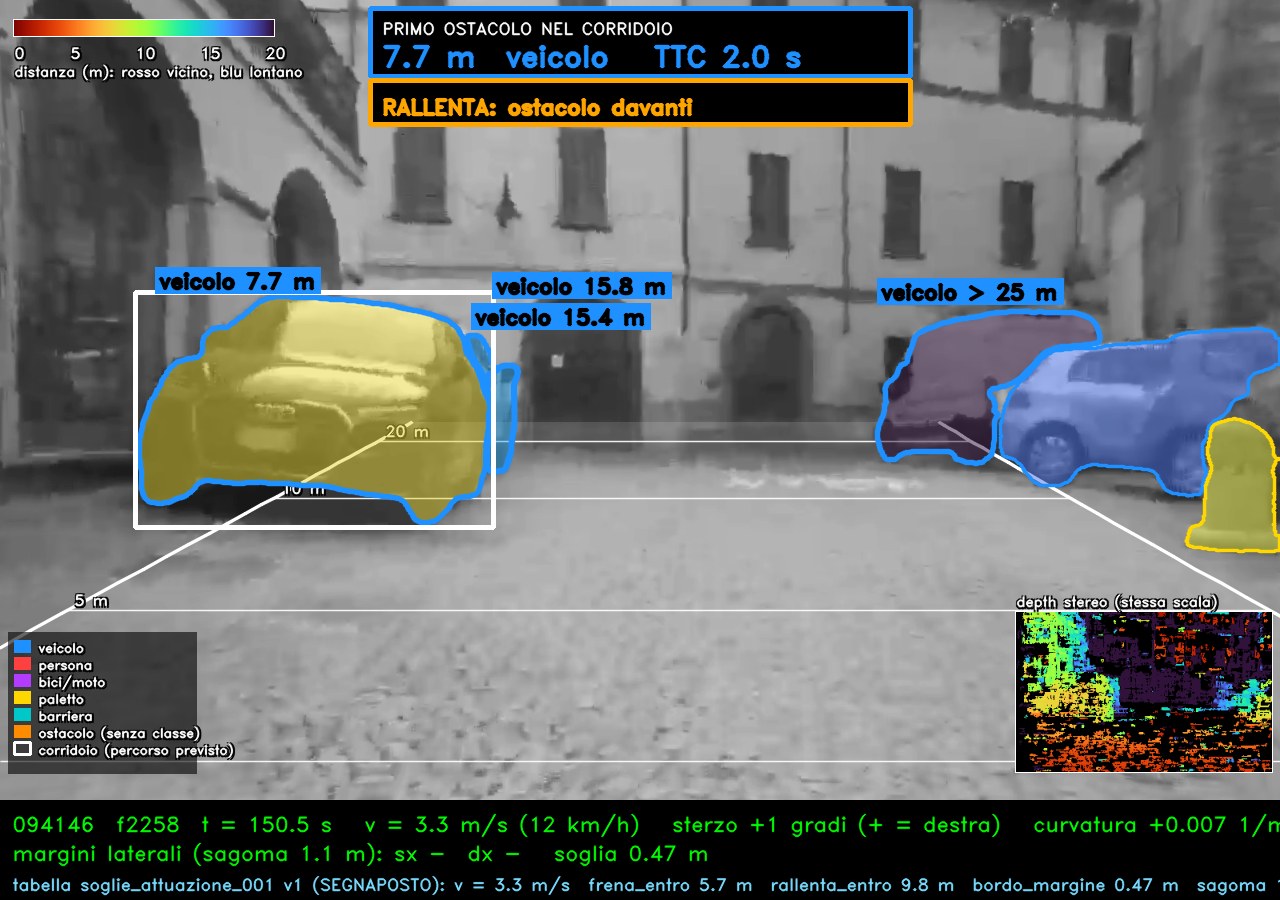 0 5 10 15 20
distanza (m): rosso vicino, blu lontano
PRIMO OSTACOLO NEL CORRIDOIO
7.7 m veicolo TTC 2.0 s
RALLENTA: ostacolo davanti
veicolo 7.7 m
veicolo 15.8 m
veicolo 15.4 m
veicolo > 25 m
20 m
10 m
5 m
depth stereo (stessa scala)
veicolo
persona
bici/moto
paletto
barriera
ostacolo (senza classe)
corridoio (percorso previsto)
094146 f2258 t = 150.5 s v = 3.3 m/s (12 km/h) sterzo +1 gradi (+ = destra) curvatura +0.007 1/m
margini laterali (sagoma 1.1 m): sx - dx - soglia 0.47 m
tabella soglie_attuazione_001 v1 (SEGNAPOSTO): v = 3.3 m/s frena_entro 5.7 m rallenta_entro 9.8 m bordo_margine 0.47 m sagoma